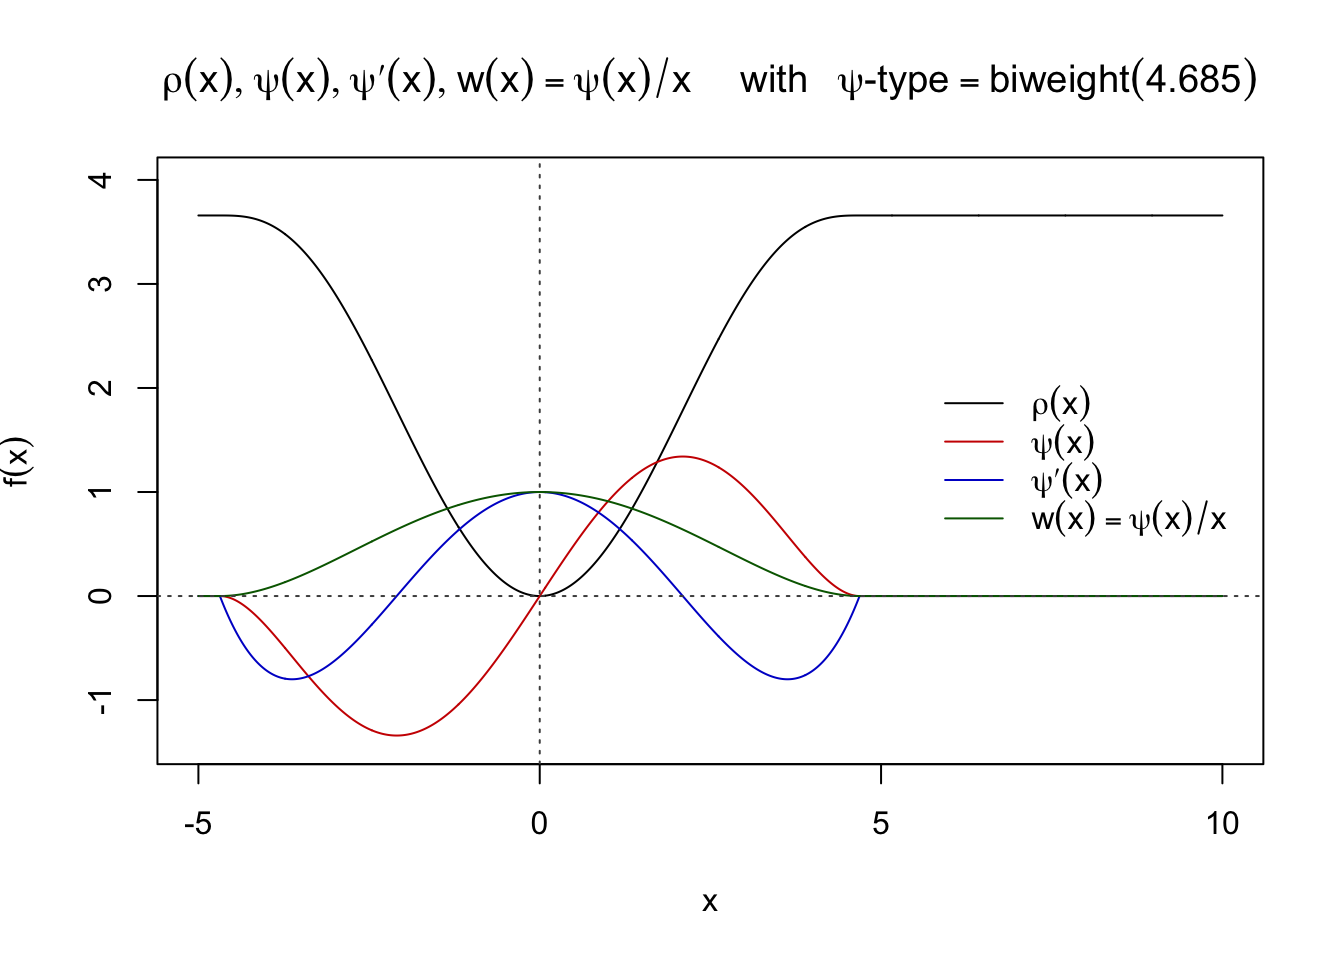 ρ(x), ψ(x), ψ′(x), w(x) = ψ(x)/x with ψ-type = biweight(4.685)
4
3
2
1
0
-1
f(x)
ρ(x)
ψ(x)
ψ′(x)
w(x) = ψ(x)/x
-5 0 5 10
x